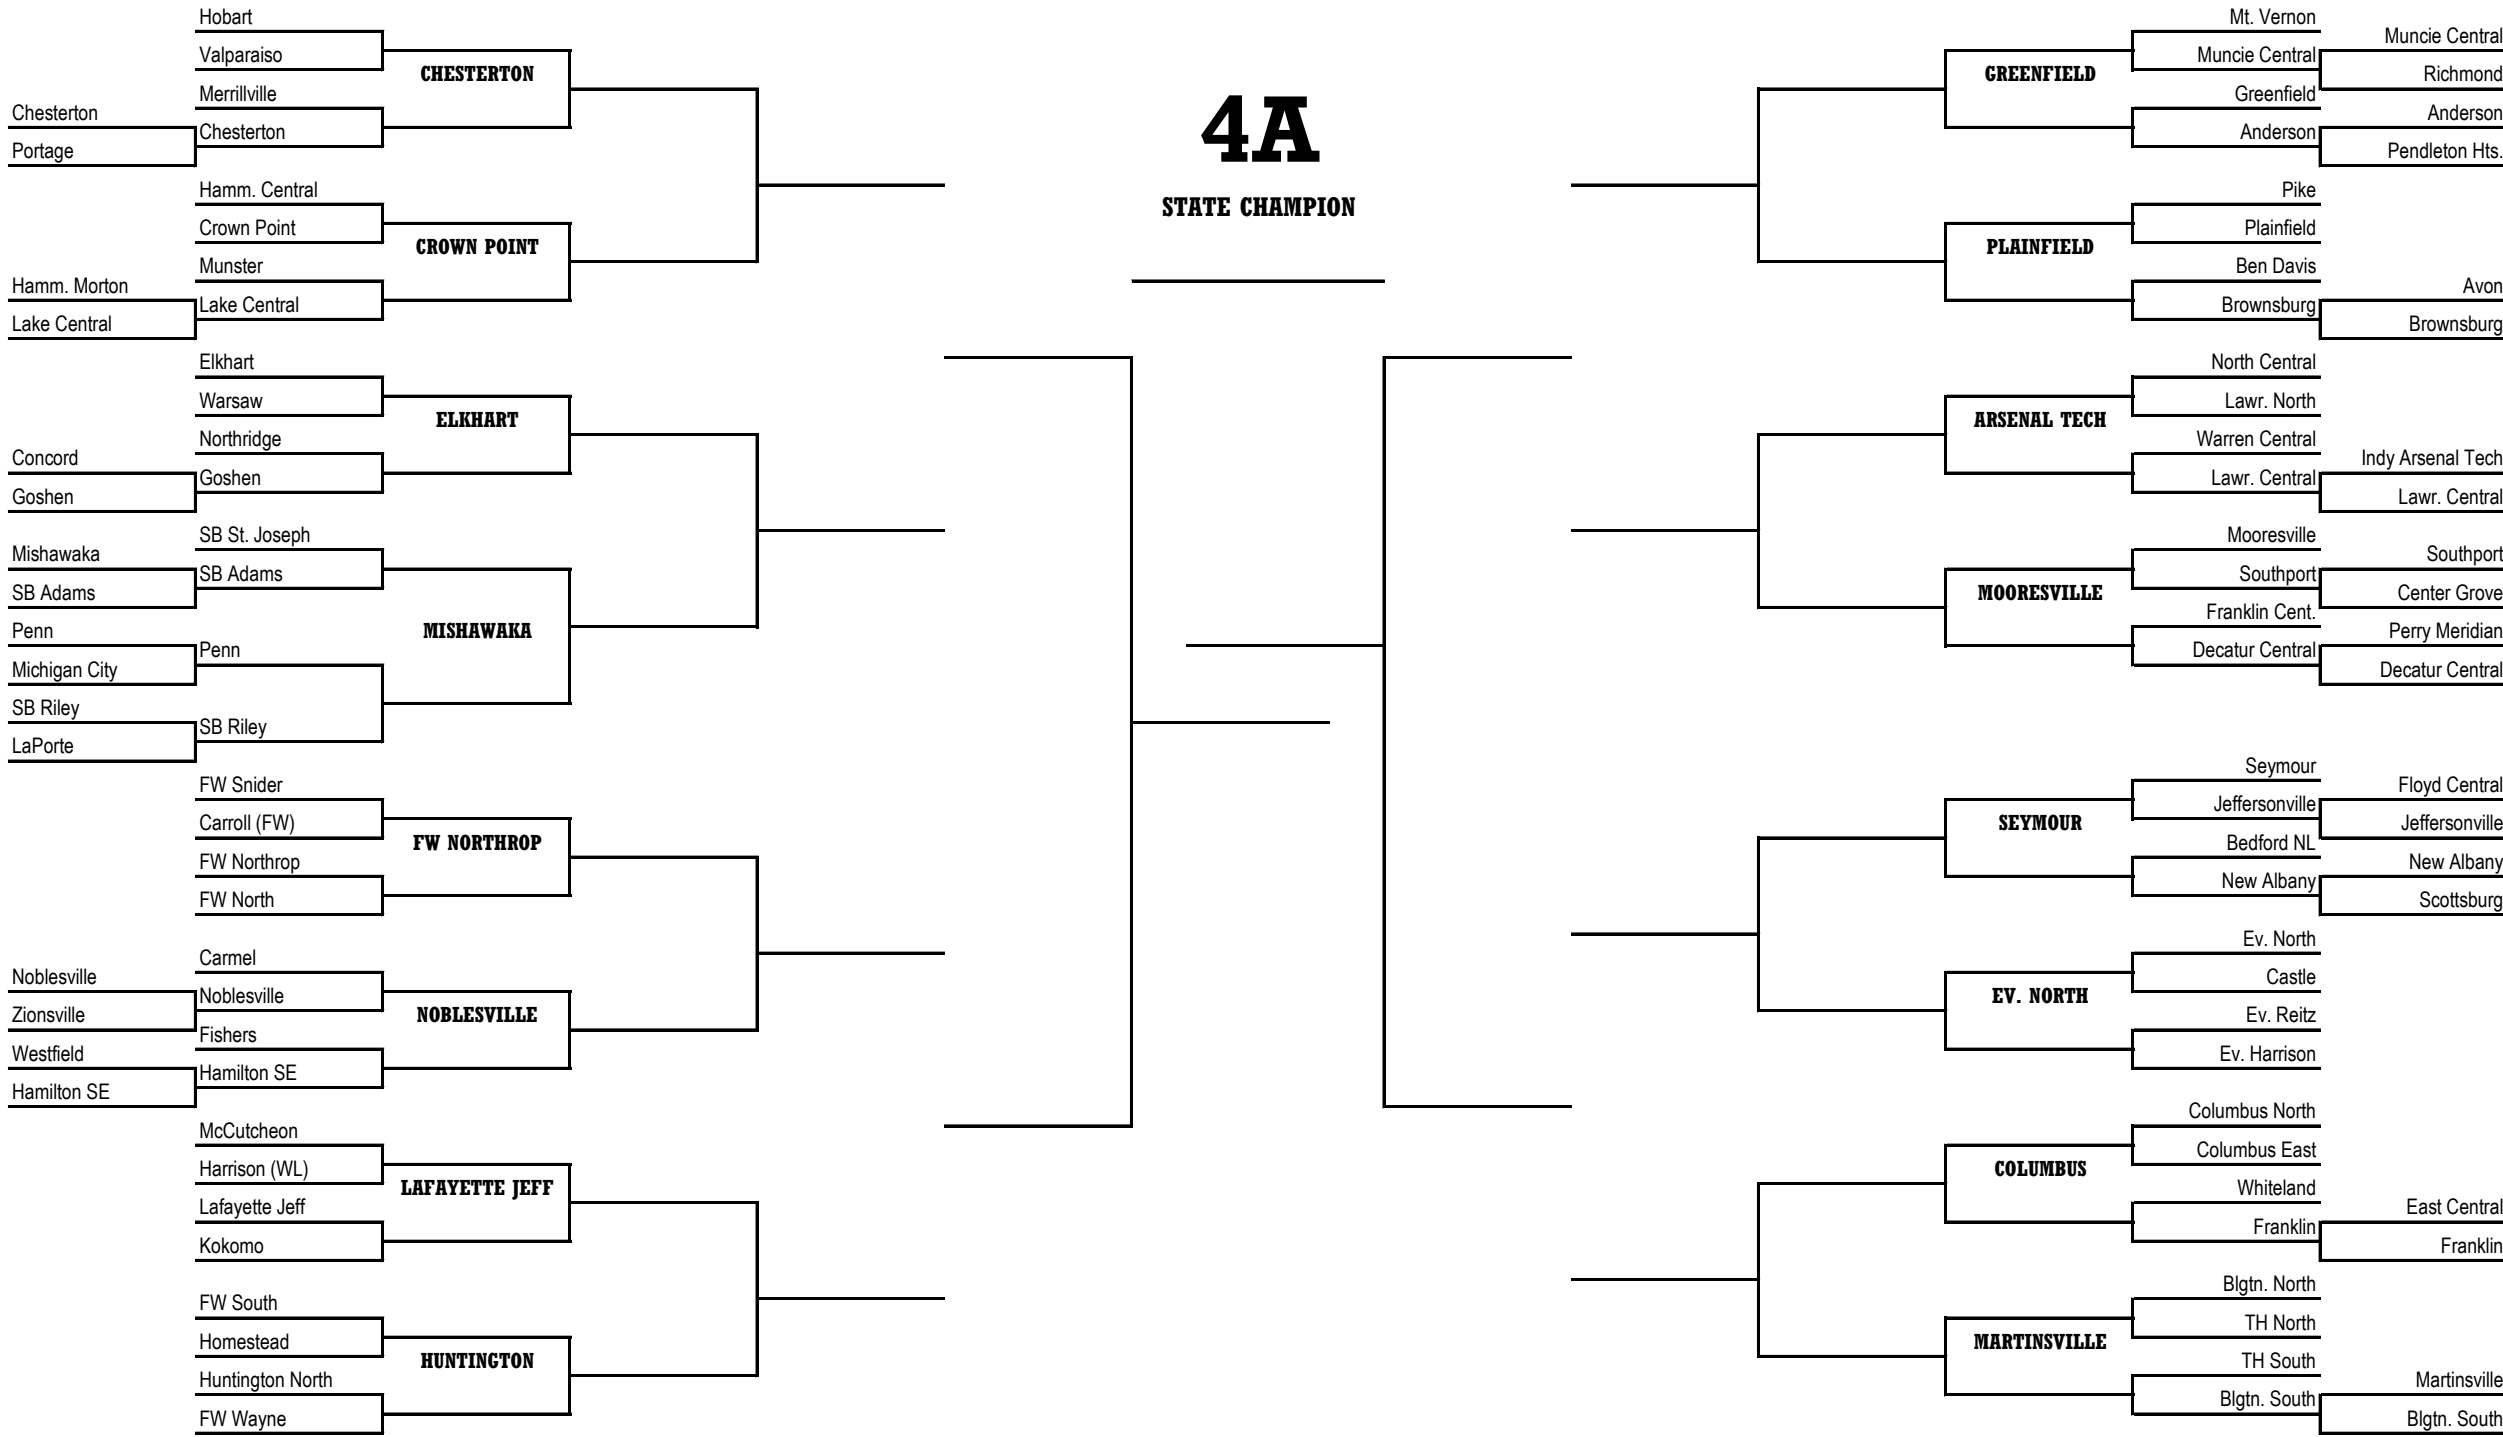 4A
STATE CHAMPION
Hobart
Valparaiso
CHESTERTON
Merrillville
Chesterton
Chesterton
Portage
Hamm. Central
Crown Point
CROWN POINT
Munster
Hamm. Morton
Lake Central
Lake Central
Elkhart
Warsaw
ELKHART
Northridge
Concord
Goshen
Goshen
SB St. Joseph
Mishawaka
SB Adams
SB Adams
MISHAWAKA
Penn
Penn
Michigan City
SB Riley
SB Riley
LaPorte
FW Snider
Carroll (FW)
FW NORTHROP
FW Northrop
FW North
Carmel
Noblesville
Noblesville
Zionsville
NOBLESVILLE
Fishers
Westfield
Hamilton SE
Hamilton SE
McCutcheon
Harrison (WL)
LAFAYETTE JEFF
Lafayette Jeff
Kokomo
FW South
Homestead
HUNTINGTON
Huntington North
FW Wayne
Mt. Vernon
Muncie Central
Muncie Central
GREENFIELD
Richmond
Greenfield
Anderson
Anderson
Pendleton Hts.
Pike
Plainfield
PLAINFIELD
Ben Davis
Avon
Brownsburg
Brownsburg
North Central
Lawr. North
ARSENAL TECH
Warren Central
Indy Arsenal Tech
Lawr. Central
Lawr. Central
Mooresville
Southport
Southport
MOORESVILLE
Center Grove
Franklin Cent.
Perry Meridian
Decatur Central
Decatur Central
Seymour
Floyd Central
Jeffersonville
SEYMOUR
Jeffersonville
Bedford NL
New Albany
New Albany
Scottsburg
Ev. North
Castle
EV. NORTH
Ev. Reitz
Ev. Harrison
Columbus North
Columbus East
COLUMBUS
Whiteland
East Central
Franklin
Franklin
Blgtn. North
TH North
MARTINSVILLE
TH South
Martinsville
Blgtn. South
Blgtn. South